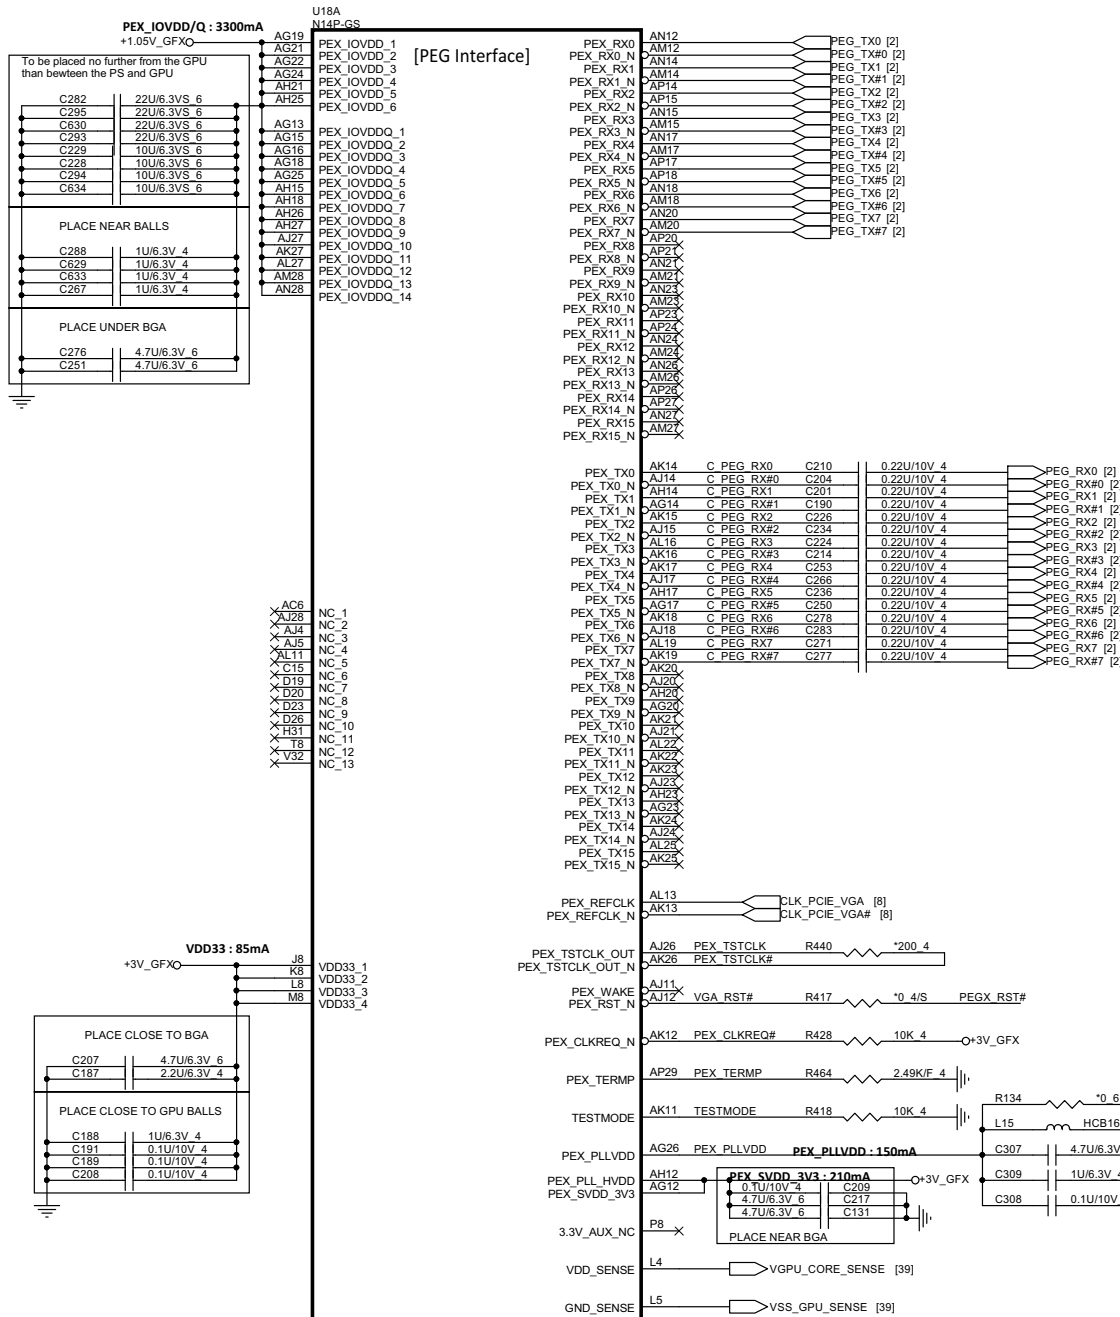 U18A
N14P-GS
PEX_IOVDD/Q : 3300mA
+1.05V_GFX
[PEG Interface]
To be placed no further from the GPU
than bewteen the PS and GPU
C282 22U/6.3VS_6
C295 22U/6.3VS_6
C630 22U/6.3VS_6
C293 22U/6.3VS_6
C229 10U/6.3VS_6
C228 10U/6.3VS_6
C294 10U/6.3VS_6
C634 10U/6.3VS_6
PLACE NEAR BALLS
C288 1U/6.3V_4
C629 1U/6.3V_4
C633 1U/6.3V_4
C267 1U/6.3V_4
PLACE UNDER BGA
C276 4.7U/6.3V_6
C251 4.7U/6.3V_6
AG19 PEX_IOVDD_1
AG21 PEX_IOVDD_2
AG22 PEX_IOVDD_3
AG24 PEX_IOVDD_4
AH21 PEX_IOVDD_5
AH25 PEX_IOVDD_6
AG13 PEX_IOVDDQ_1
AG15 PEX_IOVDDQ_2
AG16 PEX_IOVDDQ_3
AG18 PEX_IOVDDQ_4
AG25 PEX_IOVDDQ_5
AH15 PEX_IOVDDQ_6
AH18 PEX_IOVDDQ_7
AH26 PEX_IOVDDQ_8
AH27 PEX_IOVDDQ_9
AJ27 PEX_IOVDDQ_10
AK27 PEX_IOVDDQ_11
AL27 PEX_IOVDDQ_12
AM28 PEX_IOVDDQ_13
AN28 PEX_IOVDDQ_14
PEX_RX0 AN12 PEG_TX0 [2]
PEX_RX0_N AM12 PEG_TX#0 [2]
PEX_RX1 AN14 PEG_TX1 [2]
PEX_RX1_N AM14 PEG_TX#1 [2]
PEX_RX2 AP14 PEG_TX2 [2]
PEX_RX2_N AP15 PEG_TX#2 [2]
PEX_RX3 AN15 PEG_TX3 [2]
PEX_RX3_N AM15 PEG_TX#3 [2]
PEX_RX4 AN17 PEG_TX4 [2]
PEX_RX4_N AM17 PEG_TX#4 [2]
PEX_RX5 AP17 PEG_TX5 [2]
PEX_RX5_N AP18 PEG_TX#5 [2]
PEX_RX6 AN18 PEG_TX6 [2]
PEX_RX6_N AM18 PEG_TX#6 [2]
PEX_RX7 AN20 PEG_TX7 [2]
PEX_RX7_N AM20 PEG_TX#7 [2]
PEX_RX8 AP20
PEX_RX8_N AP21
PEX_RX9 AN21
PEX_RX9_N AM21
PEX_RX10 AN23
PEX_RX10_N AM23
PEX_RX11 AP23
PEX_RX11_N AP24
PEX_RX12 AN24
PEX_RX12_N AM24
PEX_RX13 AN26
PEX_RX13_N AM26
PEX_RX14 AP26
PEX_RX14_N AP27
PEX_RX15 AN27
PEX_RX15_N AM27
PEX_TX0 AK14 C_PEG_RX0 C210 0.22U/10V_4 PEG_RX0 [2]
PEX_TX0_N AJ14 C_PEG_RX#0 C204 0.22U/10V_4 PEG_RX#0 [2
PEX_TX1 AH14 C_PEG_RX1 C201 0.22U/10V_4 PEG_RX1 [2]
PEX_TX1_N AG14 C_PEG_RX#1 C190 0.22U/10V_4 PEG_RX#1 [2
PEX_TX2 AK15 C_PEG_RX2 C226 0.22U/10V_4 PEG_RX2 [2]
PEX_TX2_N AJ15 C_PEG_RX#2 C234 0.22U/10V_4 PEG_RX#2 [2
PEX_TX3 AL16 C_PEG_RX3 C224 0.22U/10V_4 PEG_RX3 [2]
PEX_TX3_N AK16 C_PEG_RX#3 C214 0.22U/10V_4 PEG_RX#3 [2
PEX_TX4 AK17 C_PEG_RX4 C253 0.22U/10V_4 PEG_RX4 [2]
PEX_TX4_N AJ17 C_PEG_RX#4 C266 0.22U/10V_4 PEG_RX#4 [2
PEX_TX5 AH17 C_PEG_RX5 C236 0.22U/10V_4 PEG_RX5 [2]
PEX_TX5_N AG17 C_PEG_RX#5 C250 0.22U/10V_4 PEG_RX#5 [2
PEX_TX6 AK18 C_PEG_RX6 C278 0.22U/10V_4 PEG_RX6 [2]
PEX_TX6_N AJ18 C_PEG_RX#6 C283 0.22U/10V_4 PEG_RX#6 [2
PEX_TX7 AL19 C_PEG_RX7 C271 0.22U/10V_4 PEG_RX7 [2]
PEX_TX7_N AK19 C_PEG_RX#7 C277 0.22U/10V_4 PEG_RX#7 [2
PEX_TX8 AK20
PEX_TX8_N AJ20
PEX_TX9 AH20
PEX_TX9_N AG20
PEX_TX10 AK21
PEX_TX10_N AJ21
PEX_TX11 AL22
PEX_TX11_N AK22
PEX_TX12 AK23
PEX_TX12_N AJ23
PEX_TX13 AH23
PEX_TX13_N AG23
PEX_TX14 AK24
PEX_TX14_N AJ24
PEX_TX15 AL25
PEX_TX15_N AK25
AC6 NC_1
AJ28 NC_2
AJ4 NC_3
AJ5 NC_4
AL11 NC_5
C15 NC_6
D19 NC_7
D20 NC_8
D23 NC_9
D26 NC_10
H31 NC_11
T8 NC_12
V32 NC_13
PEX_REFCLK AL13 CLK_PCIE_VGA [8]
PEX_REFCLK_N AK13 CLK_PCIE_VGA# [8]
VDD33 : 85mA
+3V_GFX
J8 VDD33_1
K8 VDD33_2
L8 VDD33_3
M8 VDD33_4
PLACE CLOSE TO BGA
C207 4.7U/6.3V_6
C187 2.2U/6.3V_4
PLACE CLOSE TO GPU BALLS
C188 1U/6.3V_4
C191 0.1U/10V_4
C189 0.1U/10V_4
C208 0.1U/10V_4
PEX_TSTCLK_OUT AJ26 PEX_TSTCLK R440 *200_4
PEX_TSTCLK_OUT_N AK26 PEX_TSTCLK#
PEX_WAKE AJ11
PEX_RST_N AJ12 VGA_RST# R417 *0_4/S PEGX_RST#
PEX_CLKREQ_N AK12 PEX_CLKREQ# R428 10K_4 +3V_GFX
PEX_TERMP AP29 PEX_TERMP R464 2.49K/F_4
TESTMODE AK11 TESTMODE R418 10K_4
PEX_PLLVDD AG26 PEX_PLLVDD PEX_PLLVDD : 150mA
R134 *0_6
L15 HCB16
C307 4.7U/6.3V
C309 1U/6.3V_4
C308 0.1U/10V_
PEX_PLL_HVDD AH12 +3V_GFX
PEX_SVDD_3V3 AG12
PEX_SVDD_3V3 : 210mA
0.1U/10V_4 C209
4.7U/6.3V_6 C217
4.7U/6.3V_6 C131
PLACE NEAR BGA
3.3V_AUX_NC P8
VDD_SENSE L4 VGPU_CORE_SENSE [39]
GND_SENSE L5 VSS_GPU_SENSE [39]